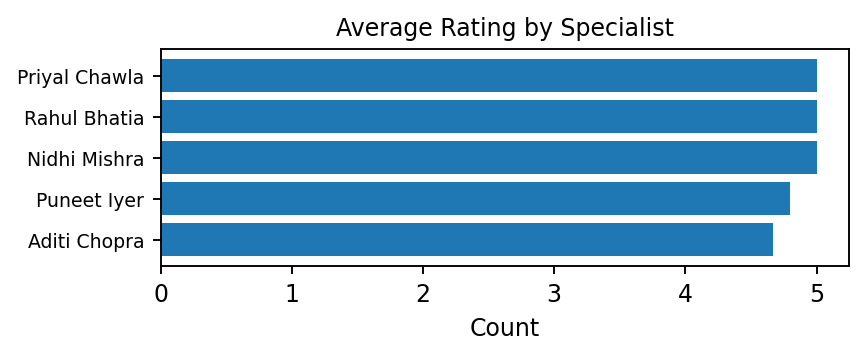 Average Rating by Specialist
Priyal Chawla
Rahul Bhatia
Nidhi Mishra
Puneet Iyer
Aditi Chopra
0 1 2 3 4 5
Count